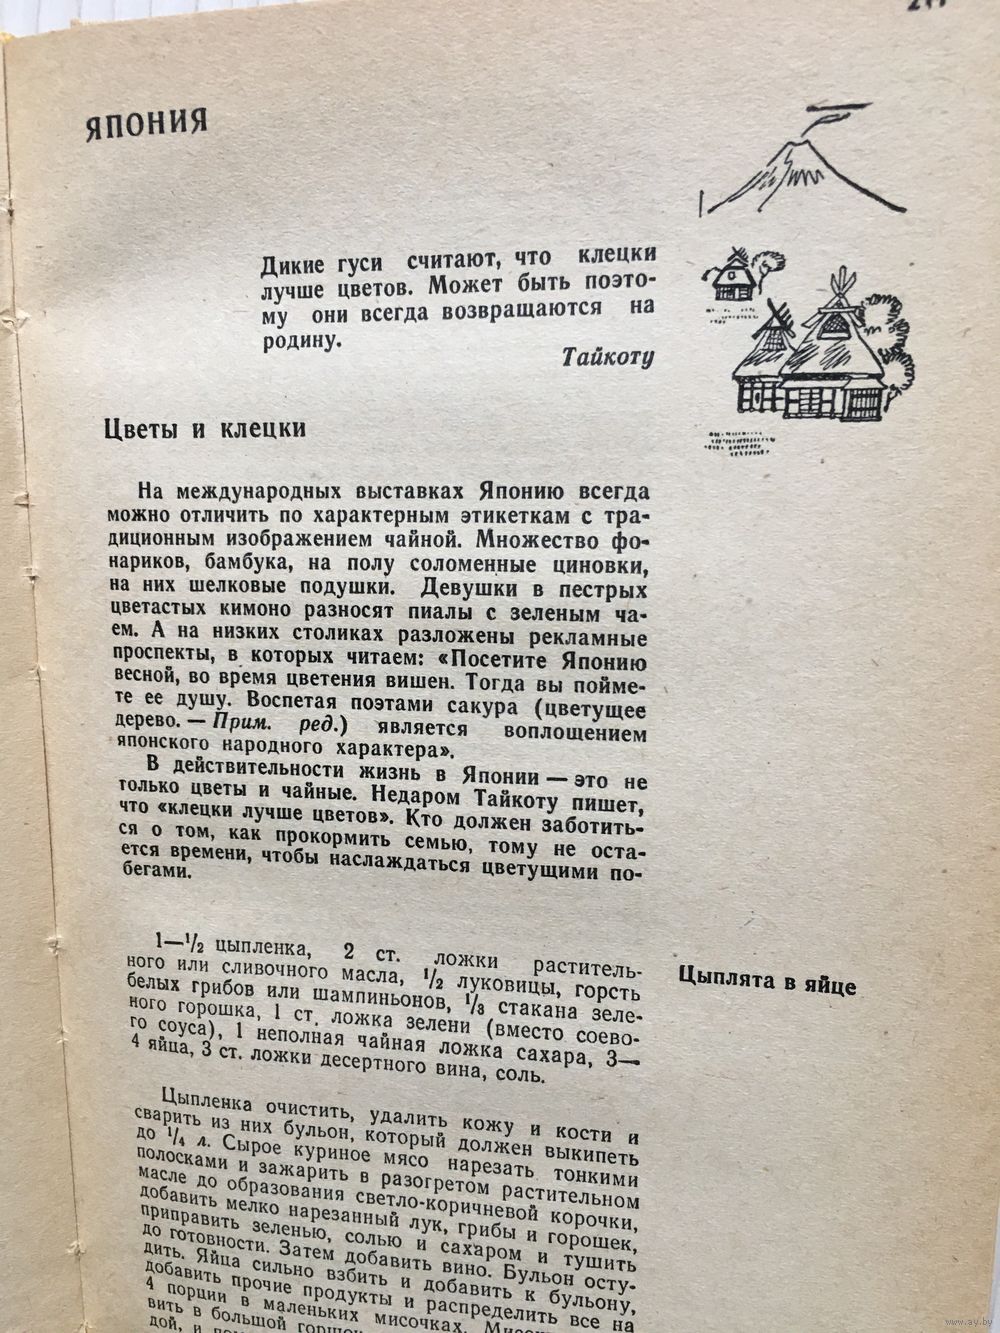 ЯПОНИЯ
Дикие гуси считают, что клецки
лучше цветов. Может быть поэто-
му они всегда возвращаются на
родину.
Тайкоту
Цветы и клецки
На международных выставках Японию всегда
можно отличить по характерным этикеткам с тра-
диционным изображением чайной. Множество фо-
нариков, бамбука, на полу соломенные циновки,
на них шелковые подушки. Девушки в пестрых
цветастых кимоно разносят пиалы с зеленым ча-
ем. А на низких столиках разложены рекламные
проспекты, в которых читаем: «Посетите Японию
весной, во время цветения вишен. Тогда вы пойме-
те ее душу. Воспетая поэтами сакура (цветущее
дерево. — Прим. ред.) является воплощением
японского народного характера».
В действительности жизнь в Японии — это не
только цветы и чайные. Недаром Тайкоту пишет,
что «клецки лучше цветов». Кто должен заботить-
ся о том, как прокормить семью, тому не оста-
ется времени, чтобы наслаждаться цветущими по-
бегами.
Цыплята в яйце
1—1/2 цыпленка, 2 ст. ложки раститель-
ного или сливочного масла, 1/2 луковицы, горсть
белых грибов или шампиньонов, 1/3 стакана зеле-
ного горошка, 1 ст. ложка зелени (вместо соево-
го соуса), 1 неполная чайная ложка сахара, 3—
4 яйца, 3 ст. ложки десертного вина, соль.
Цыпленка очистить, удалить кожу и кости и
сварить из них бульон, который должен выкипеть
до 1/4 л. Сырое куриное мясо нарезать тонкими
полосками и зажарить в разогретом растительном
масле до образования светло-коричневой корочки,
добавить мелко нарезанный лук, грибы и горошек,
приправить зеленью, солью и сахаром и тушить
до готовности. Затем добавить вино. Бульон осту-
дить. Яйца сильно взбить и добавить к бульону,
добавить прочие продукты и распределить все на
4 порции в маленьких мисочках.
вить в большой
дой, и
www.ay.by